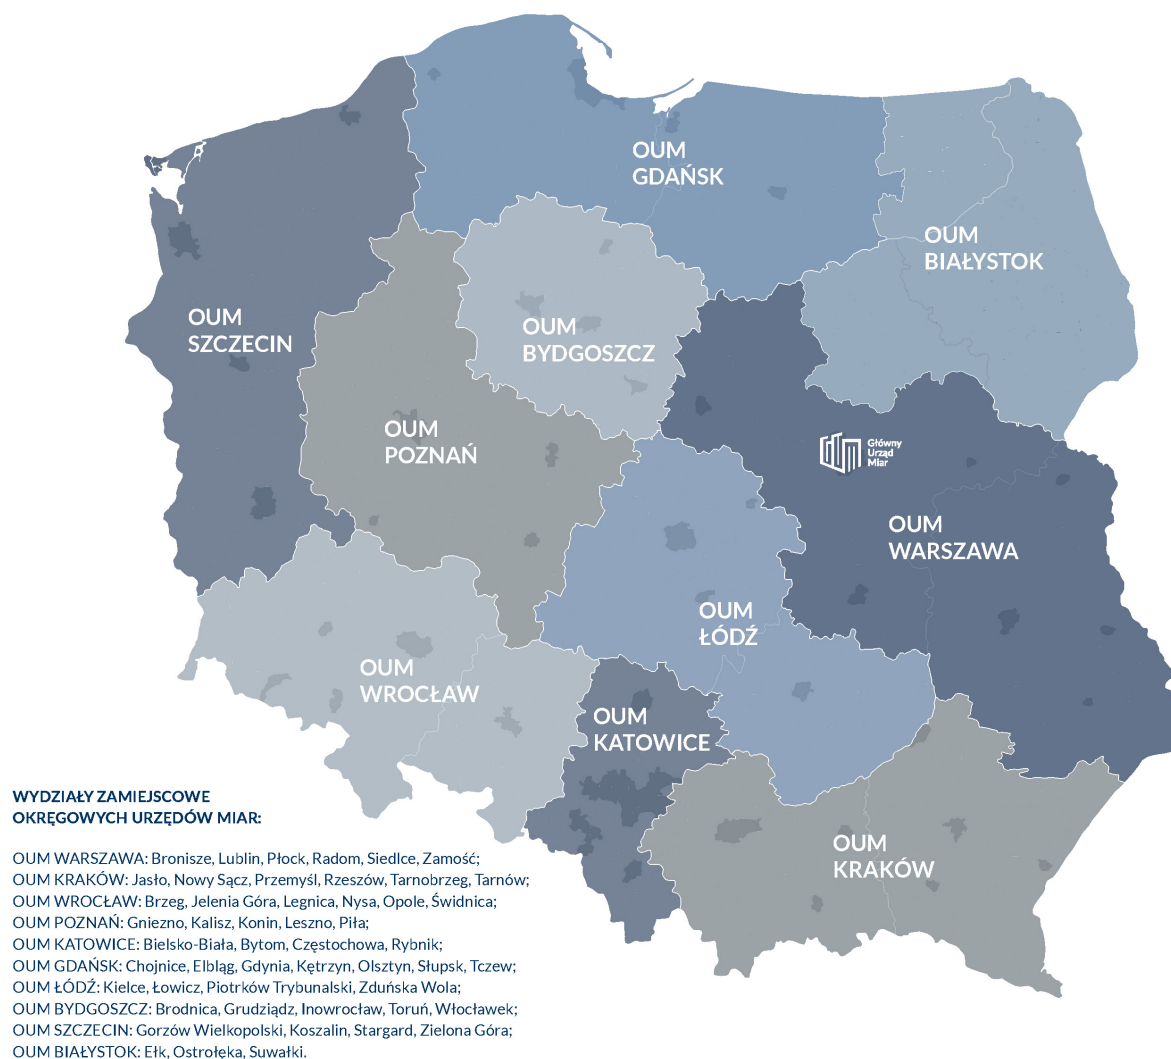 OUM
GDAŃSK
OUM
BIAŁYSTOK
OUM
SZCZECIN
OUM
BYDGOSZCZ
OUM
POZNAŃ
Główny
Urząd
Miar
OUM
WARSZAWA
OUM
ŁÓDŹ
OUM
WROCŁAW
OUM
KATOWICE
OUM
KRAKÓW
WYDZIAŁY ZAMIEJSCOWE
OKRĘGOWYCH URZĘDÓW MIAR:
OUM WARSZAWA: Bronisze, Lublin, Płock, Radom, Siedlce, Zamość;
OUM KRAKÓW: Jasło, Nowy Sącz, Przemyśl, Rzeszów, Tarnobrzeg, Tarnów;
OUM WROCŁAW: Brzeg, Jelenia Góra, Legnica, Nysa, Opole, Świdnica;
OUM POZNAŃ: Gniezno, Kalisz, Konin, Leszno, Piła;
OUM KATOWICE: Bielsko-Biała, Bytom, Częstochowa, Rybnik;
OUM GDAŃSK: Chojnice, Elbląg, Gdynia, Kętrzyn, Olsztyn, Słupsk, Tczew;
OUM ŁÓDŹ: Kielce, Łowicz, Piotrków Trybunalski, Zduńska Wola;
OUM BYDGOSZCZ: Brodnica, Grudziądz, Inowrocław, Toruń, Włocławek;
OUM SZCZECIN: Gorzów Wielkopolski, Koszalin, Stargard, Zielona Góra;
OUM BIAŁYSTOK: Ełk, Ostrołęka, Suwałki.